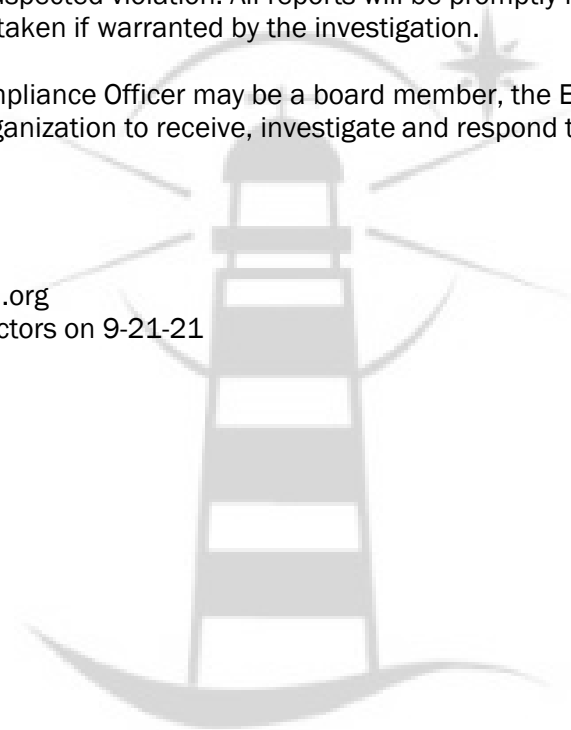 uspected violation. All reports will be promptly
taken if warranted by the investigation.
mpliance Officer may be a board member, the E
ganization to receive, investigate and respond t
.org
ctors on 9-21-21